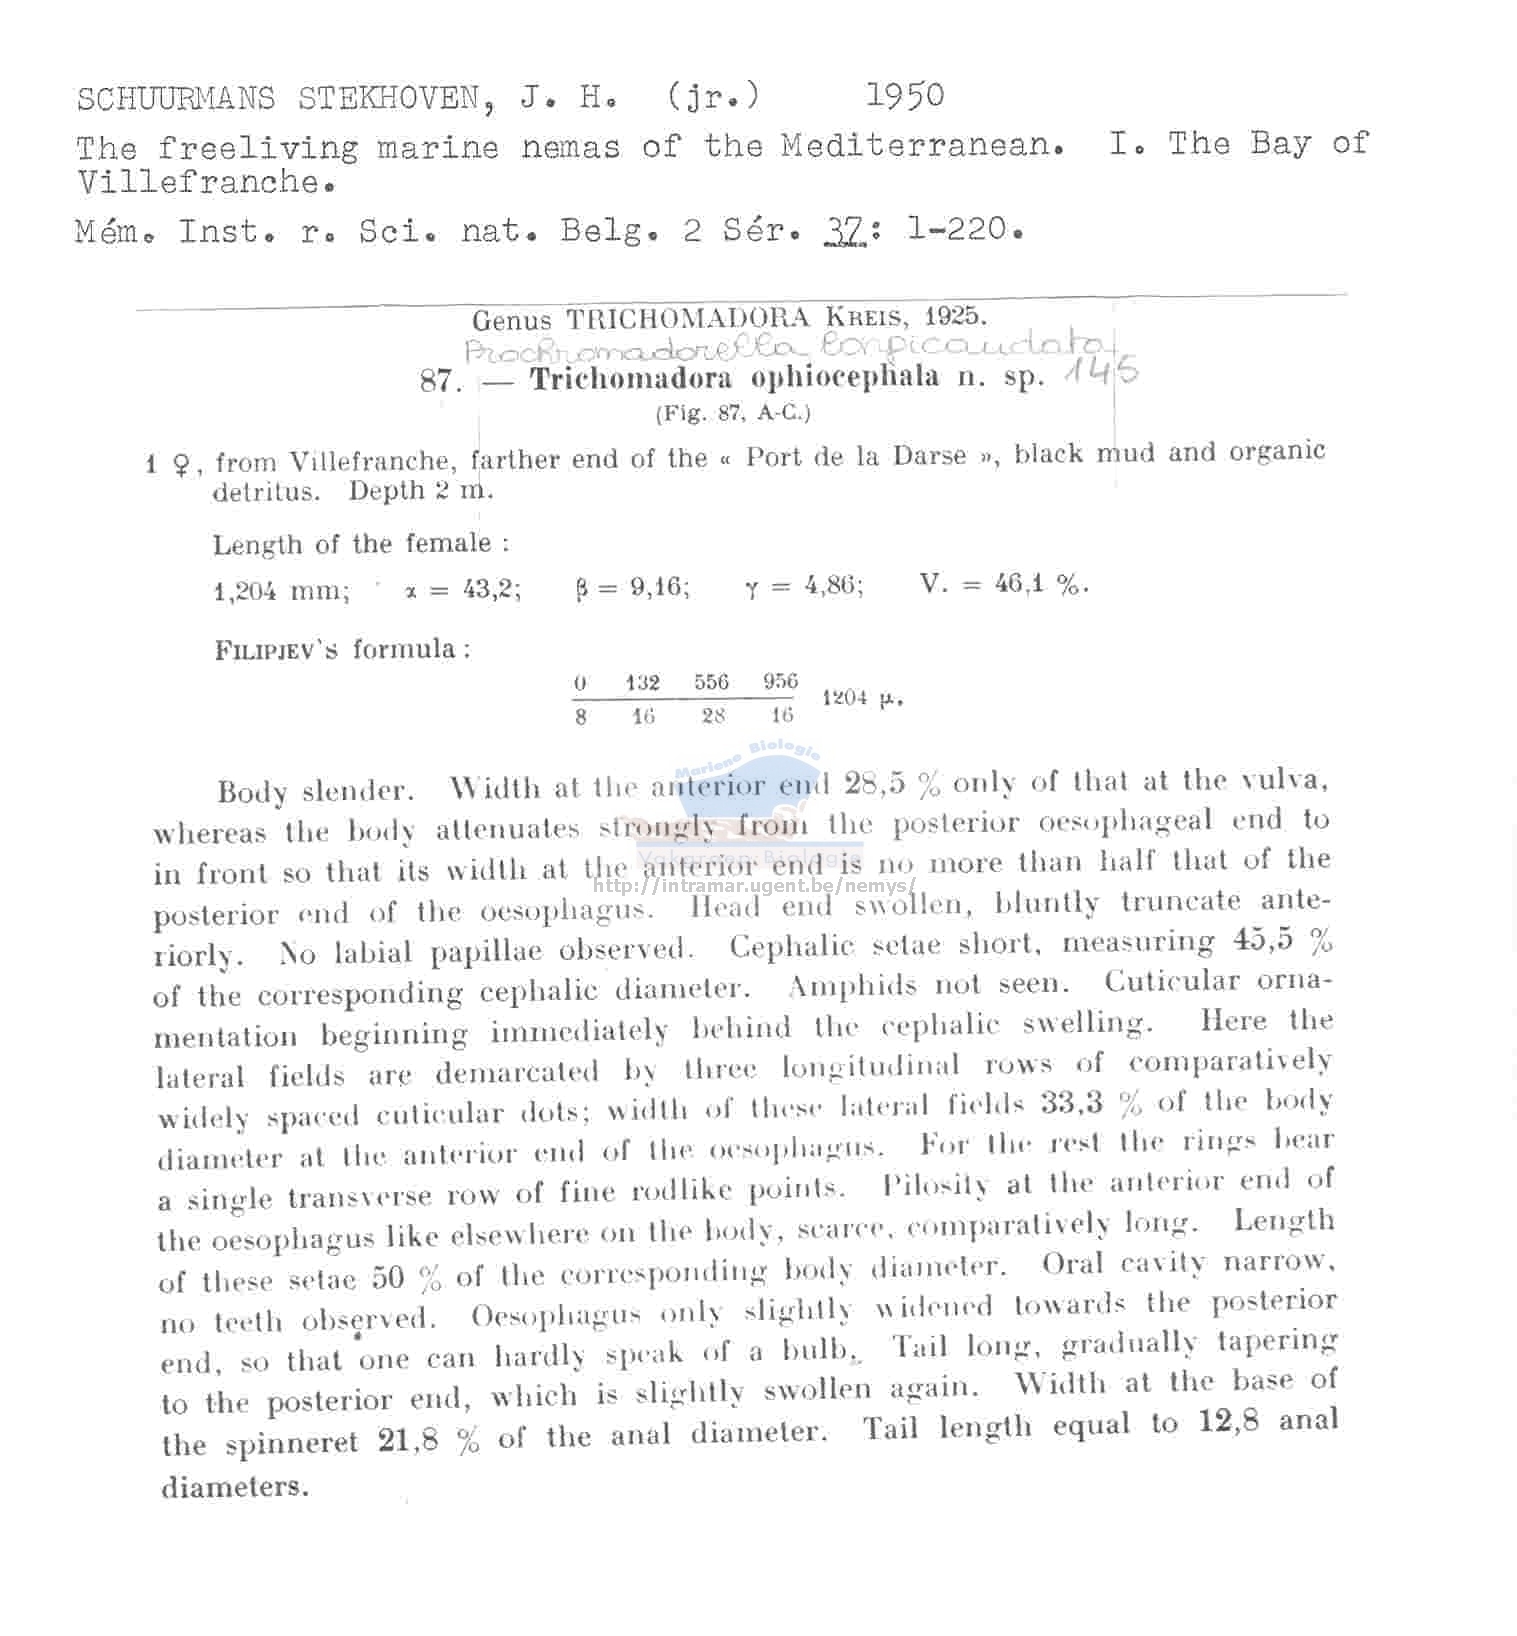 SCHUURMANS STEKHOVEN, J. H. (jr.) 1950
The freeliving marine nemas of the Mediterranean. I. The Bay of
Villefranche.
Mém. Inst. r. Sci. nat. Belg. 2 Sér. 37: 1-220.
Genus TRICHOMADORA KREIS, 1925.
Prochromadorella longicaudata
87. — Trichomadora ophiocephala n. sp. 145
(Fig. 87, A-C.)
1 ♀, from Villefranche, farther end of the « Port de la Darse », black mud and organic
detritus. Depth 2 m.
Length of the female :
1,204 mm; α = 43,2; β = 9,16; γ = 4,86; V. = 46,1 %.
FILIPJEV's formula :
0 132 556 956
1204 μ.
8 16 28 16
Mariene Biologie
Body slender. Width at the anterior end 28,5 % only of that at the vulva,
whereas the body attenuates strongly from the posterior oesophageal end to
Vakgroep Biologie
in front so that its width at the anterior end is no more than half that of the
http://intramar.ugent.be/nemys/
posterior end of the oesophagus. Head end swollen, bluntly truncate ante-
riorly. No labial papillae observed. Cephalic setae short, measuring 45,5 %
of the corresponding cephalic diameter. Amphids not seen. Cuticular orna-
mentation beginning immediately behind the cephalic swelling. Here the
lateral fields are demarcated by three longitudinal rows of comparatively
widely spaced cuticular dots; width of these lateral fields 33,3 % of the body
diameter at the anterior end of the oesophagus. For the rest the rings bear
a single transverse row of fine rodlike points. Pilosity at the anterior end of
the oesophagus like elsewhere on the body, scarce, comparatively long. Length
of these setae 50 % of the corresponding body diameter. Oral cavity narrow,
no teeth observed. Oesophagus only slightly widened towards the posterior
end, so that one can hardly speak of a bulb. Tail long, gradually tapering
to the posterior end, which is slightly swollen again. Width at the base of
the spinneret 21,8 % of the anal diameter. Tail length equal to 12,8 anal
diameters.